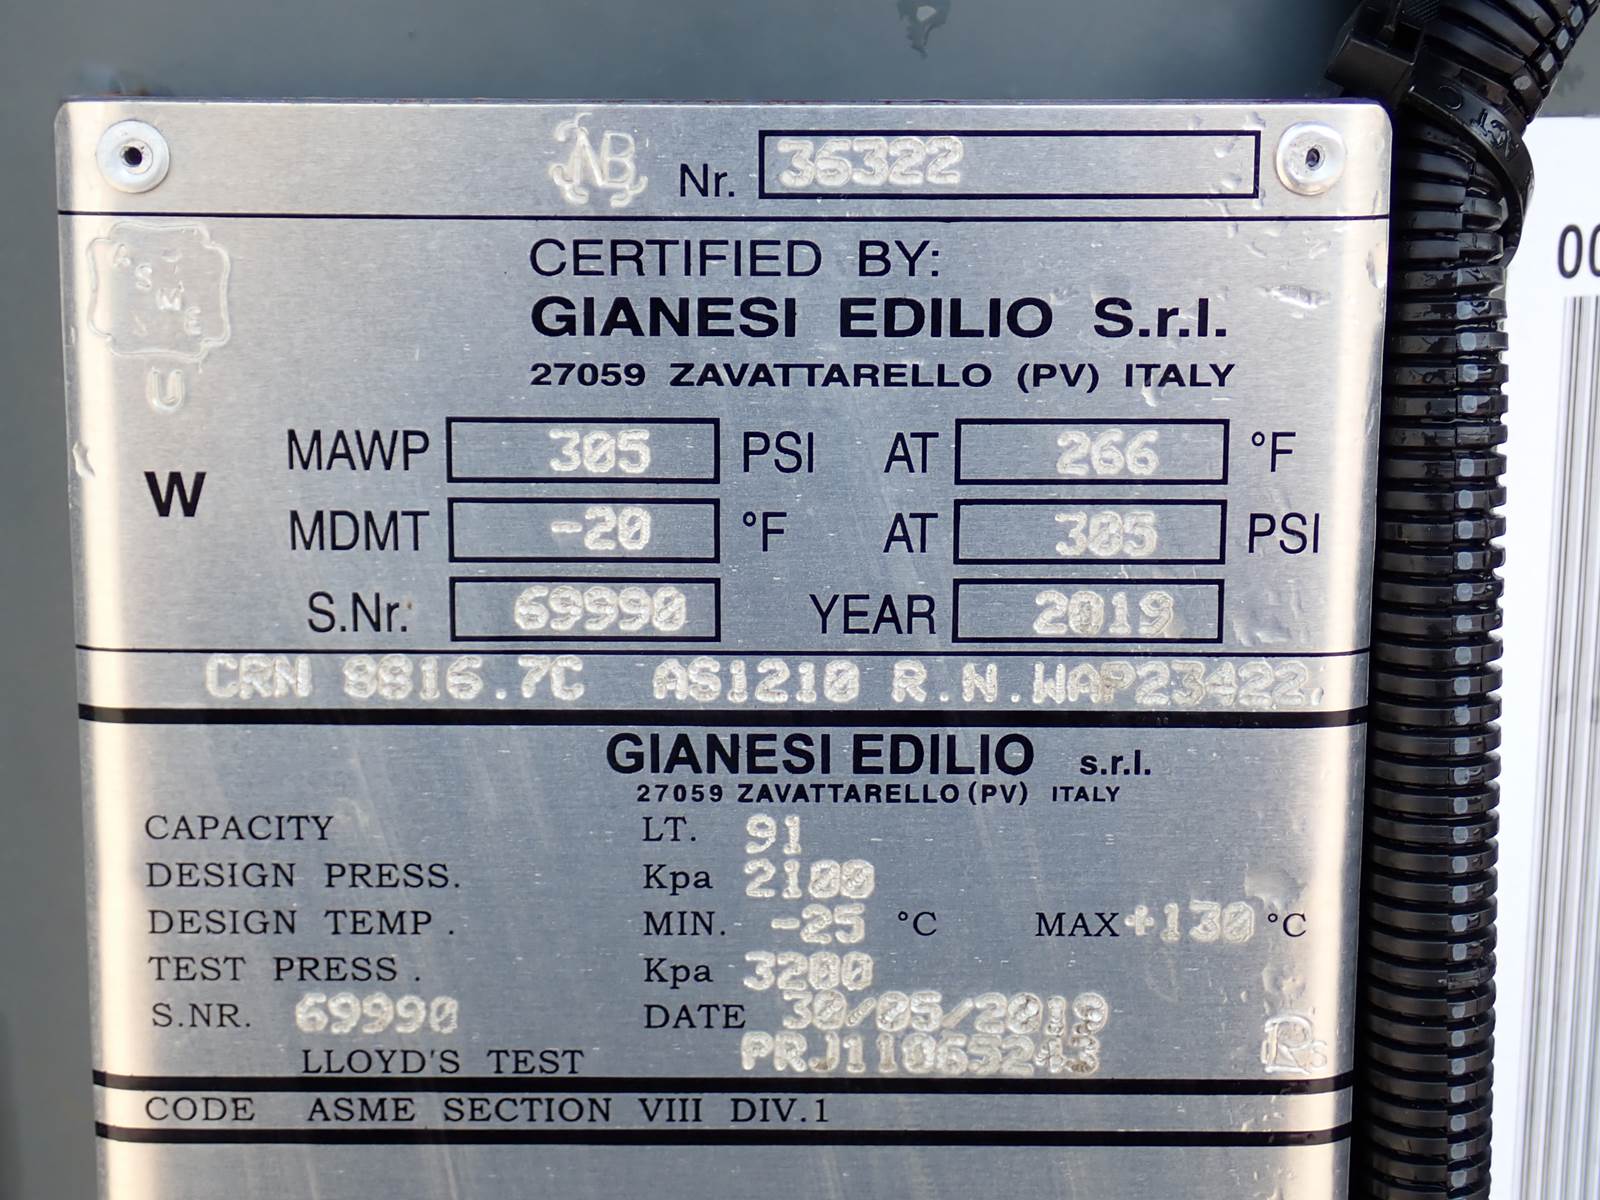 NB Nr. 36322
ASME
U
CERTIFIED BY:
GIANESI EDILIO S.r.l.
27059 ZAVATTARELLO (PV) ITALY
W
MAWP 305 PSI AT 266 °F
MDMT -20 °F AT 305 PSI
S.Nr. 69990 YEAR 2019
CRN 8816.7C AS1210 R.N.WAP23422.
GIANESI EDILIO s.r.l.
27059 ZAVATTARELLO (PV) ITALY
CAPACITY LT. 91
DESIGN PRESS. Kpa 2100
DESIGN TEMP. MIN. -25 °C MAX +130 °C
TEST PRESS. Kpa 3200
S.NR. 69990 DATE 30/05/2019
LLOYD'S TEST
CODE ASME SECTION VIII DIV.1
00